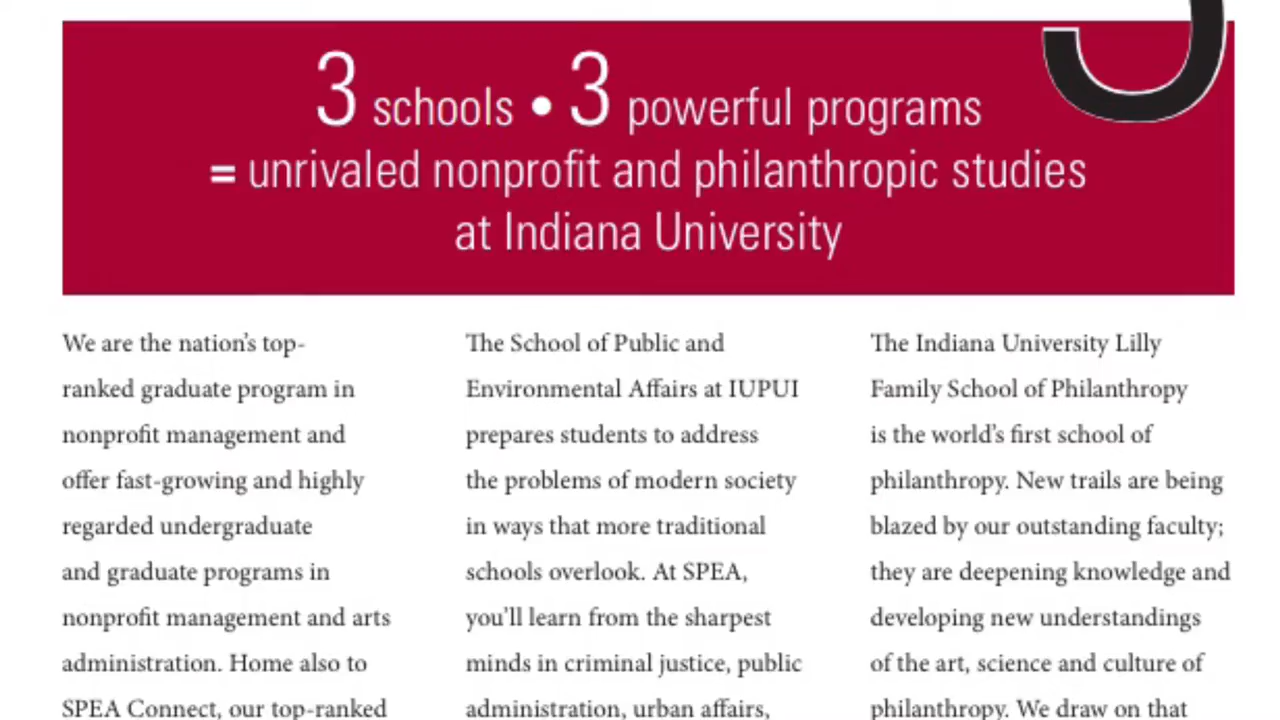 3 schools • 3 powerful programs
= unrivaled nonprofit and philanthropic studies
at Indiana University
We are the nation's top-
ranked graduate program in
nonprofit management and
offer fast-growing and highly
regarded undergraduate
and graduate programs in
nonprofit management and arts
administration. Home also to
SPEA Connect, our top-ranked
The School of Public and
Environmental Affairs at IUPUI
prepares students to address
the problems of modern society
in ways that more traditional
schools overlook. At SPEA,
you'll learn from the sharpest
minds in criminal justice, public
administration, urban affairs,
The Indiana University Lilly
Family School of Philanthropy
is the world's first school of
philanthropy. New trails are being
blazed by our outstanding faculty;
they are deepening knowledge and
developing new understandings
of the art, science and culture of
philanthropy. We draw on that